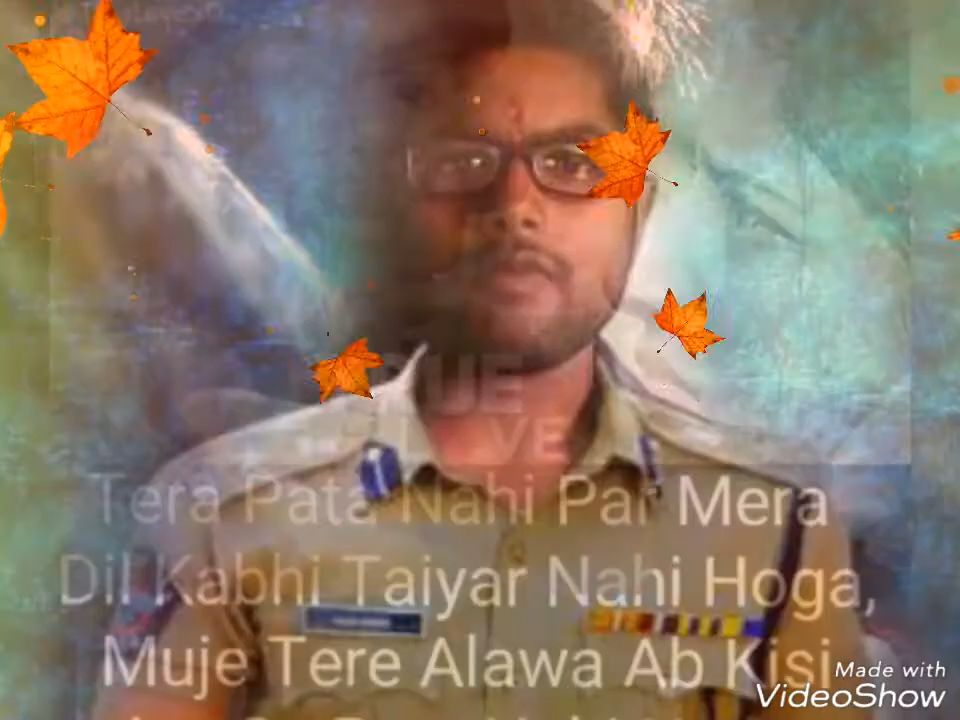 TRUE
LOVE
Tera Pata Nahi Par Mera
Dil Kabhi Taiyar Nahi Hoga,
Muje Tere Alawa Ab Kisi
Made with
VideoShow